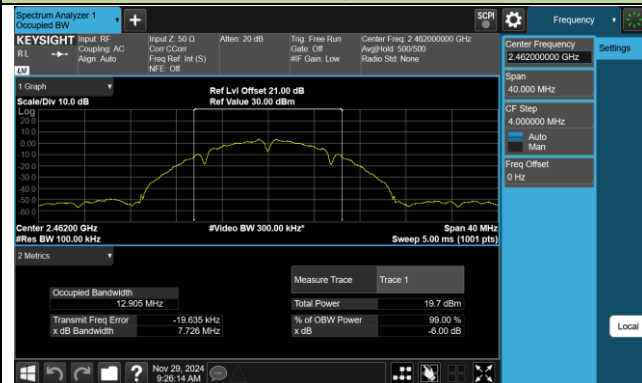 Spectrum Analyzer 1
Occupied BW
+
SCPI
Frequency
KEYSIGHT
RL
LXI
Input: RF
Coupling: AC
Align: Auto
Input Z: 50 Ω
Corr CCorr
Freq Ref: Int (S)
NFE: Off
Atten: 20 dB
Trig: Free Run
Gate: Off
#IF Gain: Low
Center Freq: 2.462000000 GHz
Avg|Hold: 500/500
Radio Std: None
1 Graph
Scale/Div 10.0 dB
Ref Lvl Offset 21.00 dB
Ref Value 30.00 dBm
Log
20.0
10.0
0.00
-10.0
-20.0
-30.0
-40.0
-50.0
-60.0
Center 2.46200 GHz
#Res BW 100.00 kHz
#Video BW 300.00 kHz*
Span 40 MHz
Sweep 5.00 ms (1001 pts)
2 Metrics
Measure Trace Trace 1
Occupied Bandwidth
12.905 MHz
Total Power 19.7 dBm
Transmit Freq Error -19.635 kHz
% of OBW Power 99.00 %
x dB Bandwidth 7.726 MHz
x dB -6.00 dB
Center Frequency
2.462000000 GHz
Span
40.000 MHz
CF Step
4.000000 MHz
Auto
Man
Freq Offset
0 Hz
Settings
Local
?
Nov 29, 2024
9:26:14 AM